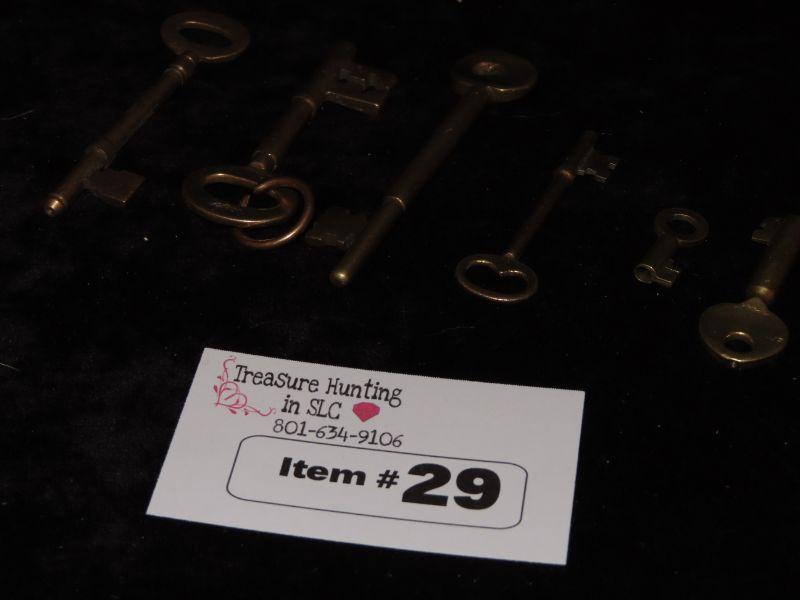 Treasure Hunting
in SLC
801-634-9106
Item #29